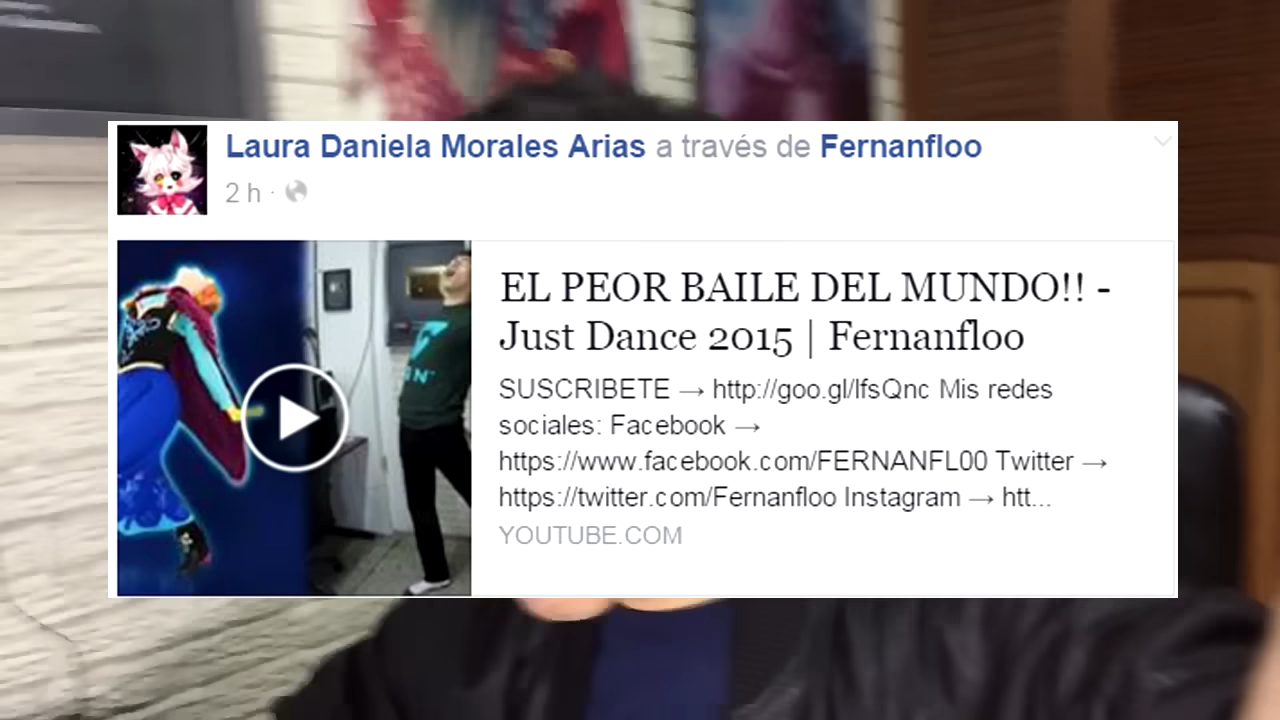 Laura Daniela Morales Arias a través de Fernanfloo
2 h ·
EL PEOR BAILE DEL MUNDO!! -
Just Dance 2015 | Fernanfloo
SUSCRIBETE → http://goo.gl/lfsQnc Mis redes
sociales: Facebook →
https://www.facebook.com/FERNANFL00 Twitter →
https://twitter.com/Fernanfloo Instagram → htt...
YOUTUBE.COM